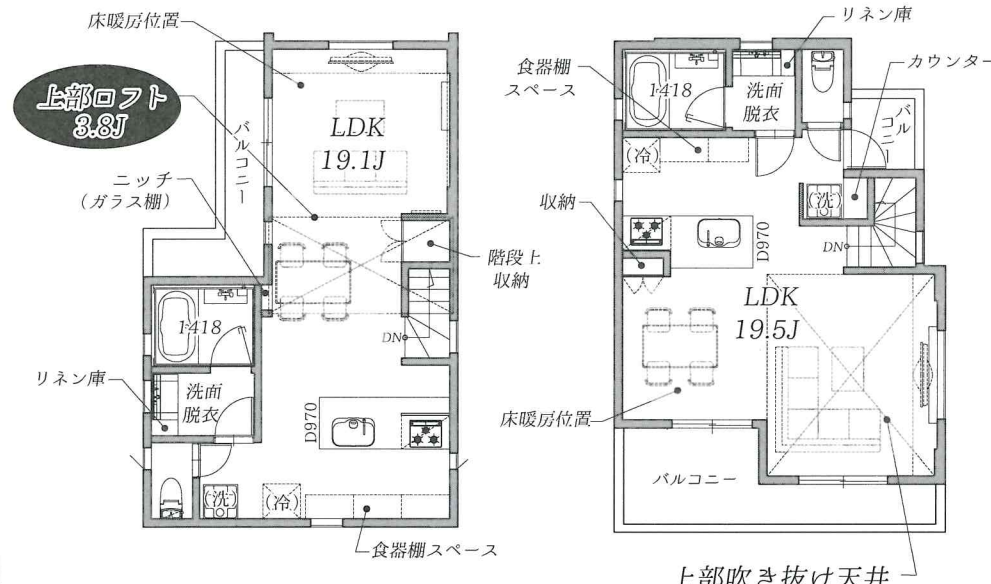 床暖房位置
上部ロフト
3.8J
バルコニー
LDK
19.1J
ニッチ
(ガラス棚)
階段上
収納
1418
DN
リネン庫
洗面
脱衣
D970
(洗)
(冷)
食器棚スペース
リネン庫
食器棚
スペース
1418
洗面
脱衣
カウンター
バルコニー
(冷)
収納
(洗)
D970
DN
LDK
19.5J
床暖房位置
バルコニー
上部吹き抜け天井